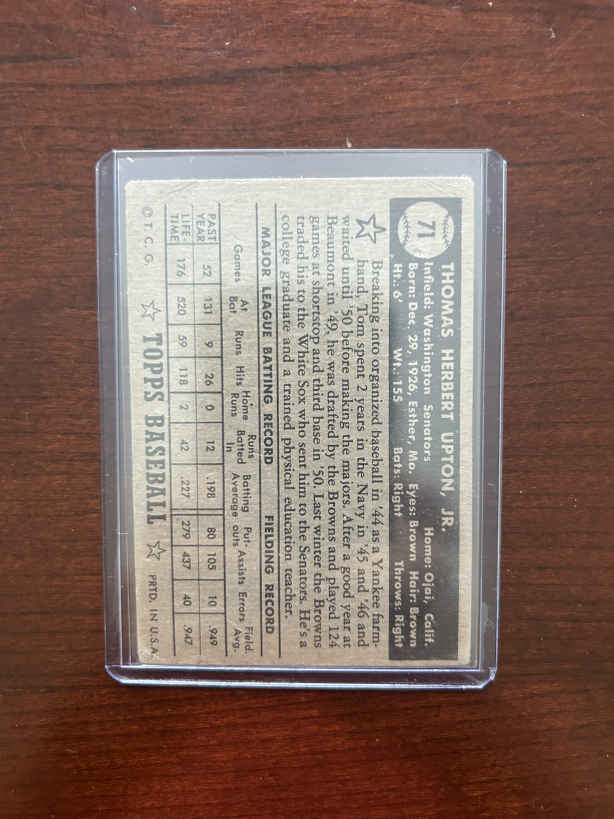 71
THOMAS HERBERT UPTON, JR.
Infield: Washington Senators Home: Ojai, Calif.
Born: Dec. 29, 1926, Esther, Mo. Eyes: Brown Hair: Brown
Ht.: 6' Wt.: 155 Bats: Right Throws: Right
Breaking into organized baseball in '44 as a Yankee farm-
hand, Tom spent 2 years in the Navy in '45 and '46 and
waited until '50 before making the majors. After a good year at
Beaumont in '49, he was drafted by the Browns and played 124
games at shortstop and third base in '50. Last winter the Browns
traded his to the White Sox who sent him to the Senators. He's a
college graduate and a trained physical education teacher.
MAJOR LEAGUE BATTING RECORD FIELDING RECORD
Games At Bat Runs Hits Home Runs Runs Batted In Batting Average Put-outs Assists Errors Field. Avg.
PAST YEAR 52 131 9 26 0 12 .198 80 105 10 .949
LIFE-TIME 176 520 59 118 2 42 .227 279 437 40 .947
© T. C. G. TOPPS BASEBALL PRTD. IN U.S.A.